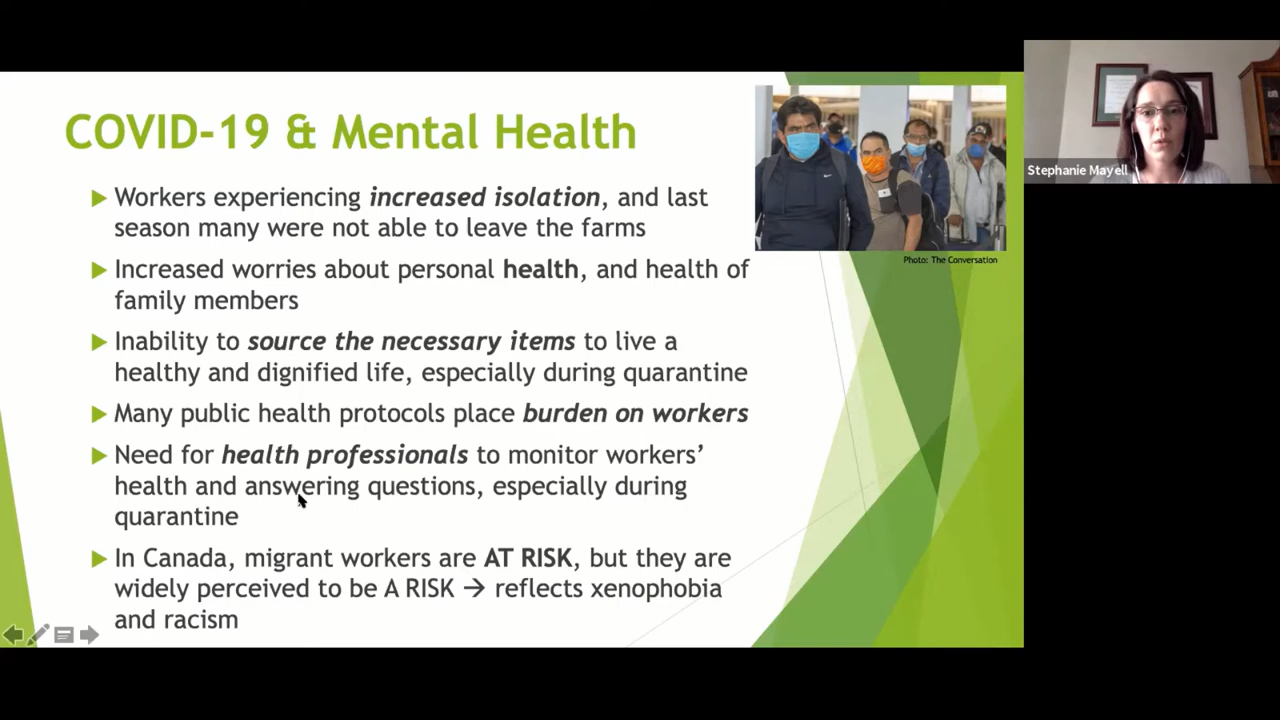 COVID-19 & Mental Health
Workers experiencing increased isolation, and last
season many were not able to leave the farms
Increased worries about personal health, and health of
family members
Inability to source the necessary items to live a
healthy and dignified life, especially during quarantine
Many public health protocols place burden on workers
Need for health professionals to monitor workers’
health and answering questions, especially during
quarantine
In Canada, migrant workers are AT RISK, but they are
widely perceived to be A RISK → reflects xenophobia
and racism
Photo: The Conversation
Stephanie Mayell